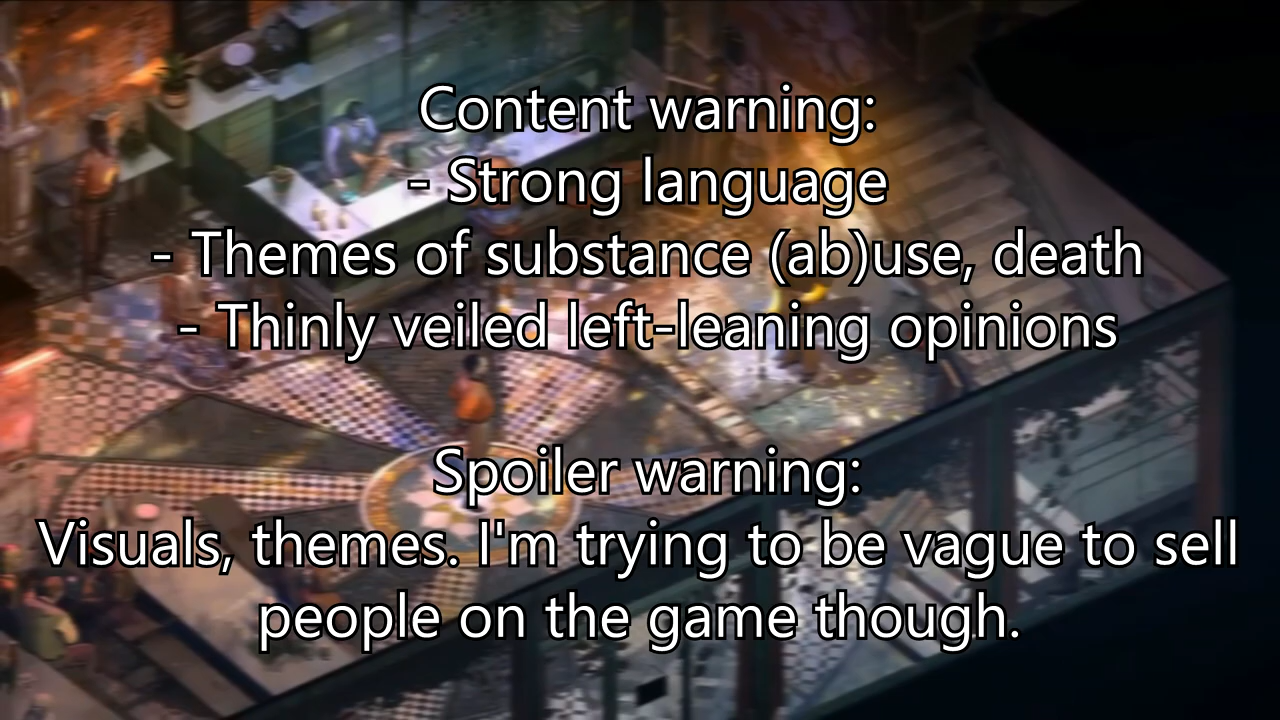 Content warning:
- Strong language
- Themes of substance (ab)use, death
- Thinly veiled left-leaning opinions
Spoiler warning:
Visuals, themes. I'm trying to be vague to sell
people on the game though.